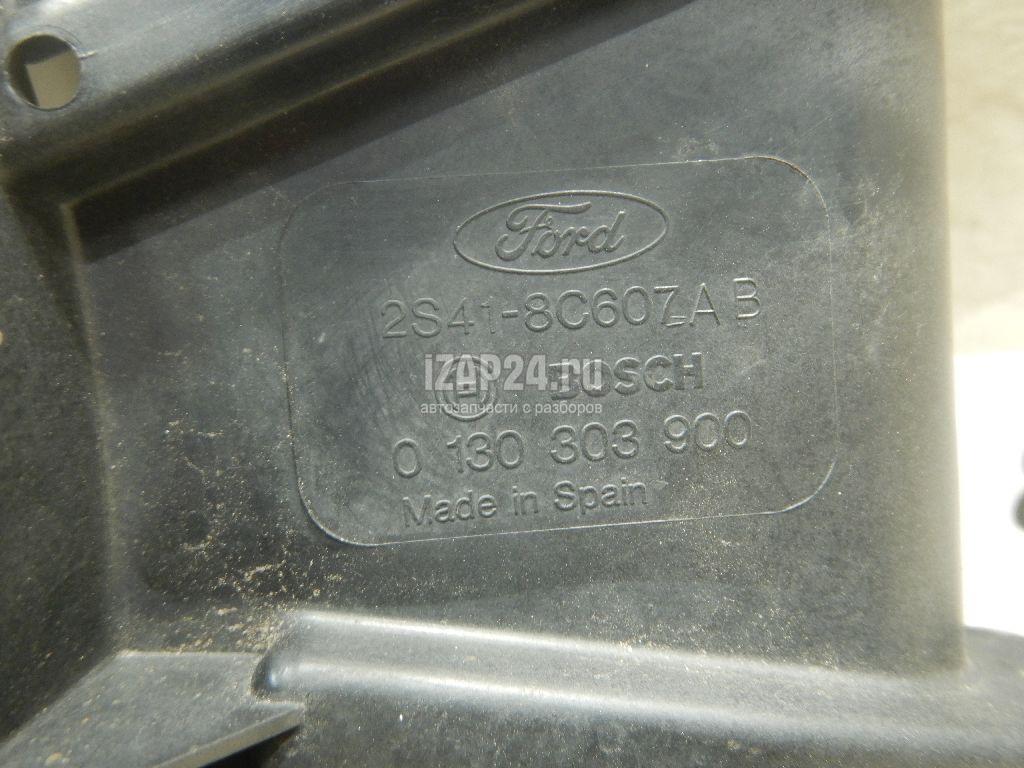 Ford
2S41-8C607AB
iZAP24.ru
BOSCH
автозапчасти с разборов
0 130 303 900
Made in Spain